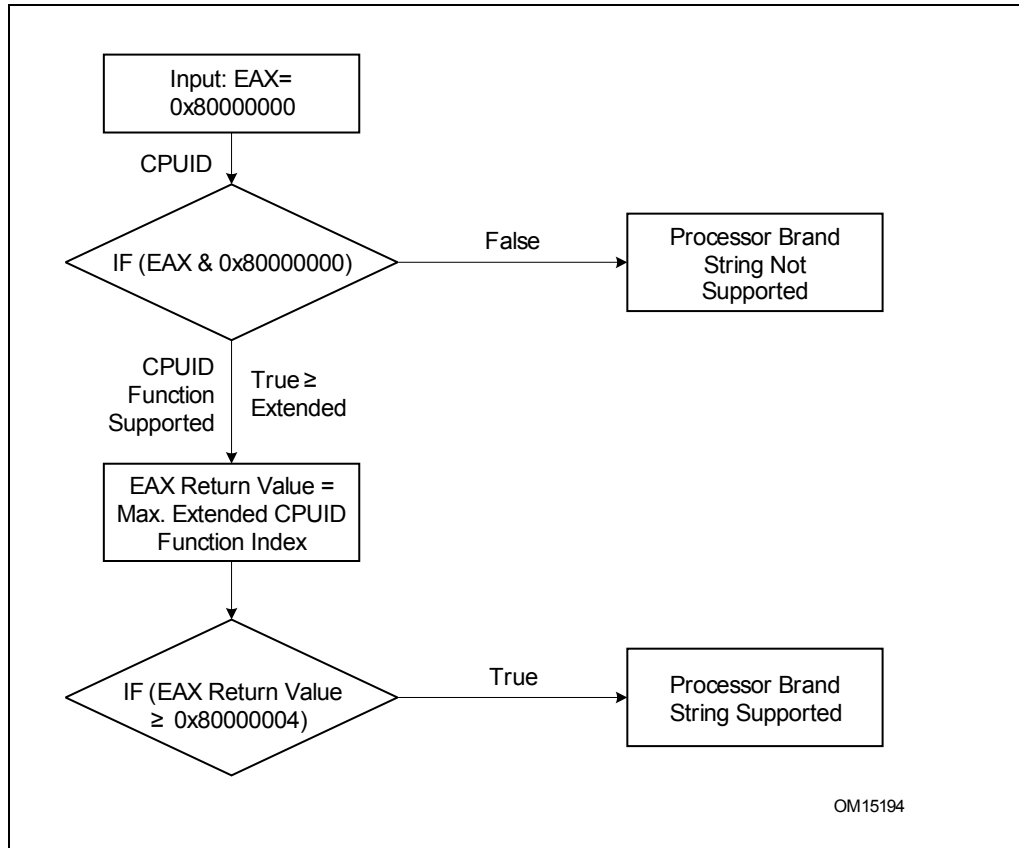 Input: EAX=
0x80000000
CPUID
IF (EAX & 0x80000000)
False
Processor Brand
String Not
Supported
CPUID
Function
Supported
True ≥
Extended
EAX Return Value =
Max. Extended CPUID
Function Index
IF (EAX Return Value
≥ 0x80000004)
True
Processor Brand
String Supported
OM15194